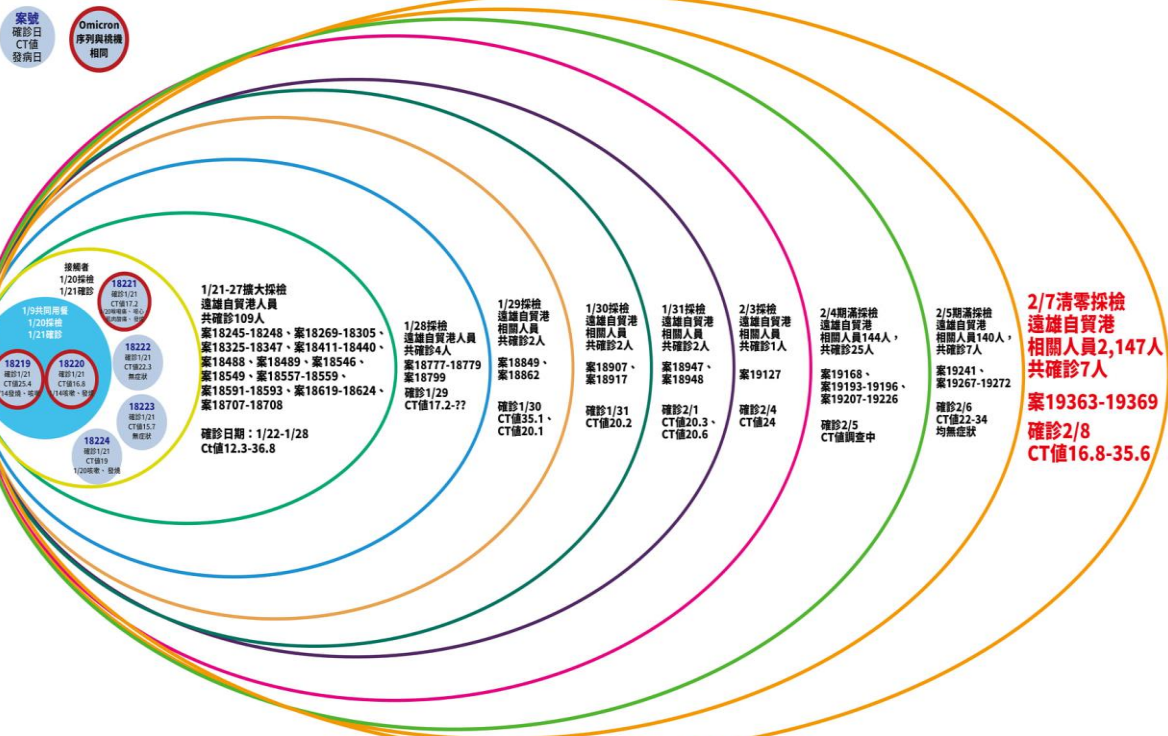 案號
確診日
CT值
發病日
Omicron
序列與桃機
相同
接觸者
1/20採檢
1/21確診
1/9共同用餐
1/20採檢
1/21確診
18219
確診1/21
CT值25.4
18220
確診1/21
CT值16.8
18221
確診1/21
CT值17.2
18222
確診1/21
CT值22.3
無症狀
18223
確診1/21
CT值15.7
無症狀
18224
確診1/21
CT值19
1/20咳嗽、發燒
1/21-27擴大採檢
遠雄自貿港人員
共確診109人
案18245-18248、案18269-18305、
案18325-18347、案18411-18440、
案18488、案18489、案18546、
案18549、案18557-18559、
案18591-18593、案18619-18624、
案18707-18708
確診日期：1/22-1/28
Ct值12.3-36.8
1/28採檢
遠雄自貿港人員
共確診4人
案18777-18779
案18799
確診1/29
CT值17.2-??
1/29採檢
遠雄自貿港
相關人員
共確診2人
案18849、
案18862
確診1/30
CT值35.1、
CT值20.1
1/30採檢
遠雄自貿港
相關人員
共確診2人
案18907、
案18917
確診1/31
CT值20.2
1/31採檢
遠雄自貿港
相關人員
共確診2人
案18947、
案18948
確診2/1
CT值20.3、
CT值20.6
2/3採檢
遠雄自貿港
相關人員
共確診1人
案19127
確診2/4
CT值24
2/4期滿採檢
遠雄自貿港
相關人員144人，
共確診25人
案19168、
案19193-19196、
案19207-19226
確診2/5
CT值調查中
2/5期滿採檢
遠雄自貿港
相關人員140人，
共確診7人
案19241、
案19267-19272
確診2/6
CT值22-34
均無症狀
2/7清零採檢
遠雄自貿港
相關人員2,147人
共確診7人
案19363-19369
確診2/8
CT值16.8-35.6